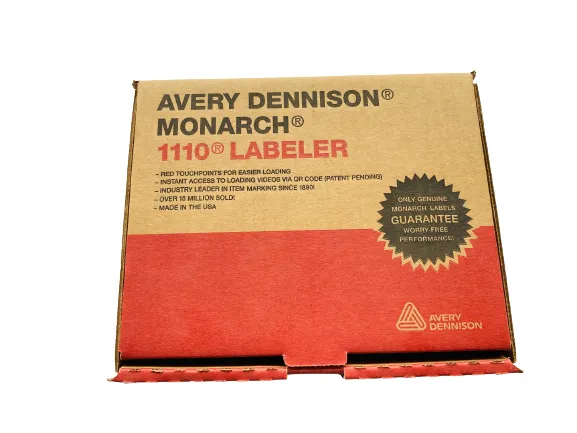 AVERY DENNISON®
MONARCH®
1110® LABELER
– RED TOUCHPOINTS FOR EASIER LOADING
– INSTANT ACCESS TO LOADING VIDEOS VIA QR CODE (PATENT PENDING)
– INDUSTRY LEADER IN ITEM MARKING SINCE 1890!
– OVER 15 MILLION SOLD!
– MADE IN THE USA
ONLY GENUINE
MONARCH LABELS
GUARANTEE
WORRY-FREE
PERFORMANCE!
AVERY
DENNISON